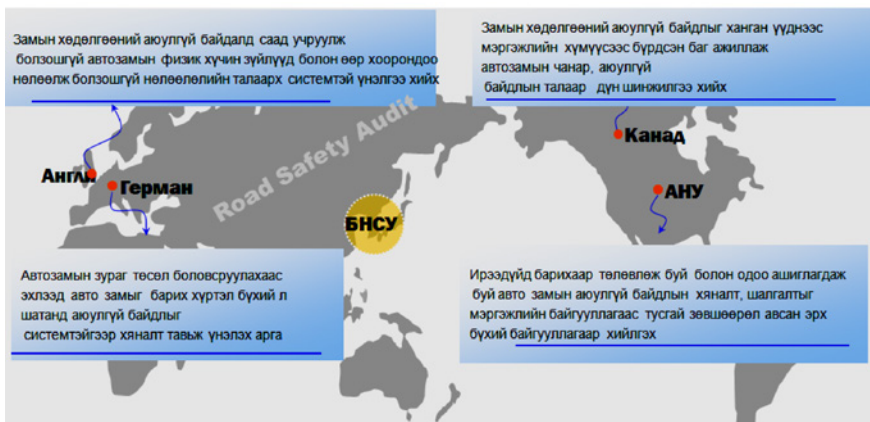 Замын хөдөлгөөний аюулгүй байдалд саад учруулж
болзошгүй автозамын физик хүчин зүйлүүд болон өөр хоорондоо
нөлөөлж болзошгүй нөлөөлөлийн талаарх системтэй үнэлгээ хийх
Замын хөдөлгөөний аюулгүй байдлыг ханган үүднээс
мэргэжлийн хүмүүсээс бүрдсэн баг ажиллаж
автозамын чанар, аюулгүй
байдлын талаар дүн шинжилгээ хийх
Road Safety Audit
Англи
Герман
БНСУ
Канад
АНУ
Автозамын зураг төсөл боловсруулахаас
эхлээд авто замыг барих хүртэл бүхий л
шатанд аюулгүй байдлыг
системтэйгээр хяналт тавьж үнэлэх арга
Ирээдүйд барихаар төлөвлөж буй болон одоо ашиглагдаж
буй авто замын аюулгүй байдлын хяналт, шалгалтыг
мэргэжлийн байгууллагаас тусгай зөвшөөрөл авсан эрх
бүхий байгууллагаар хийлгэх